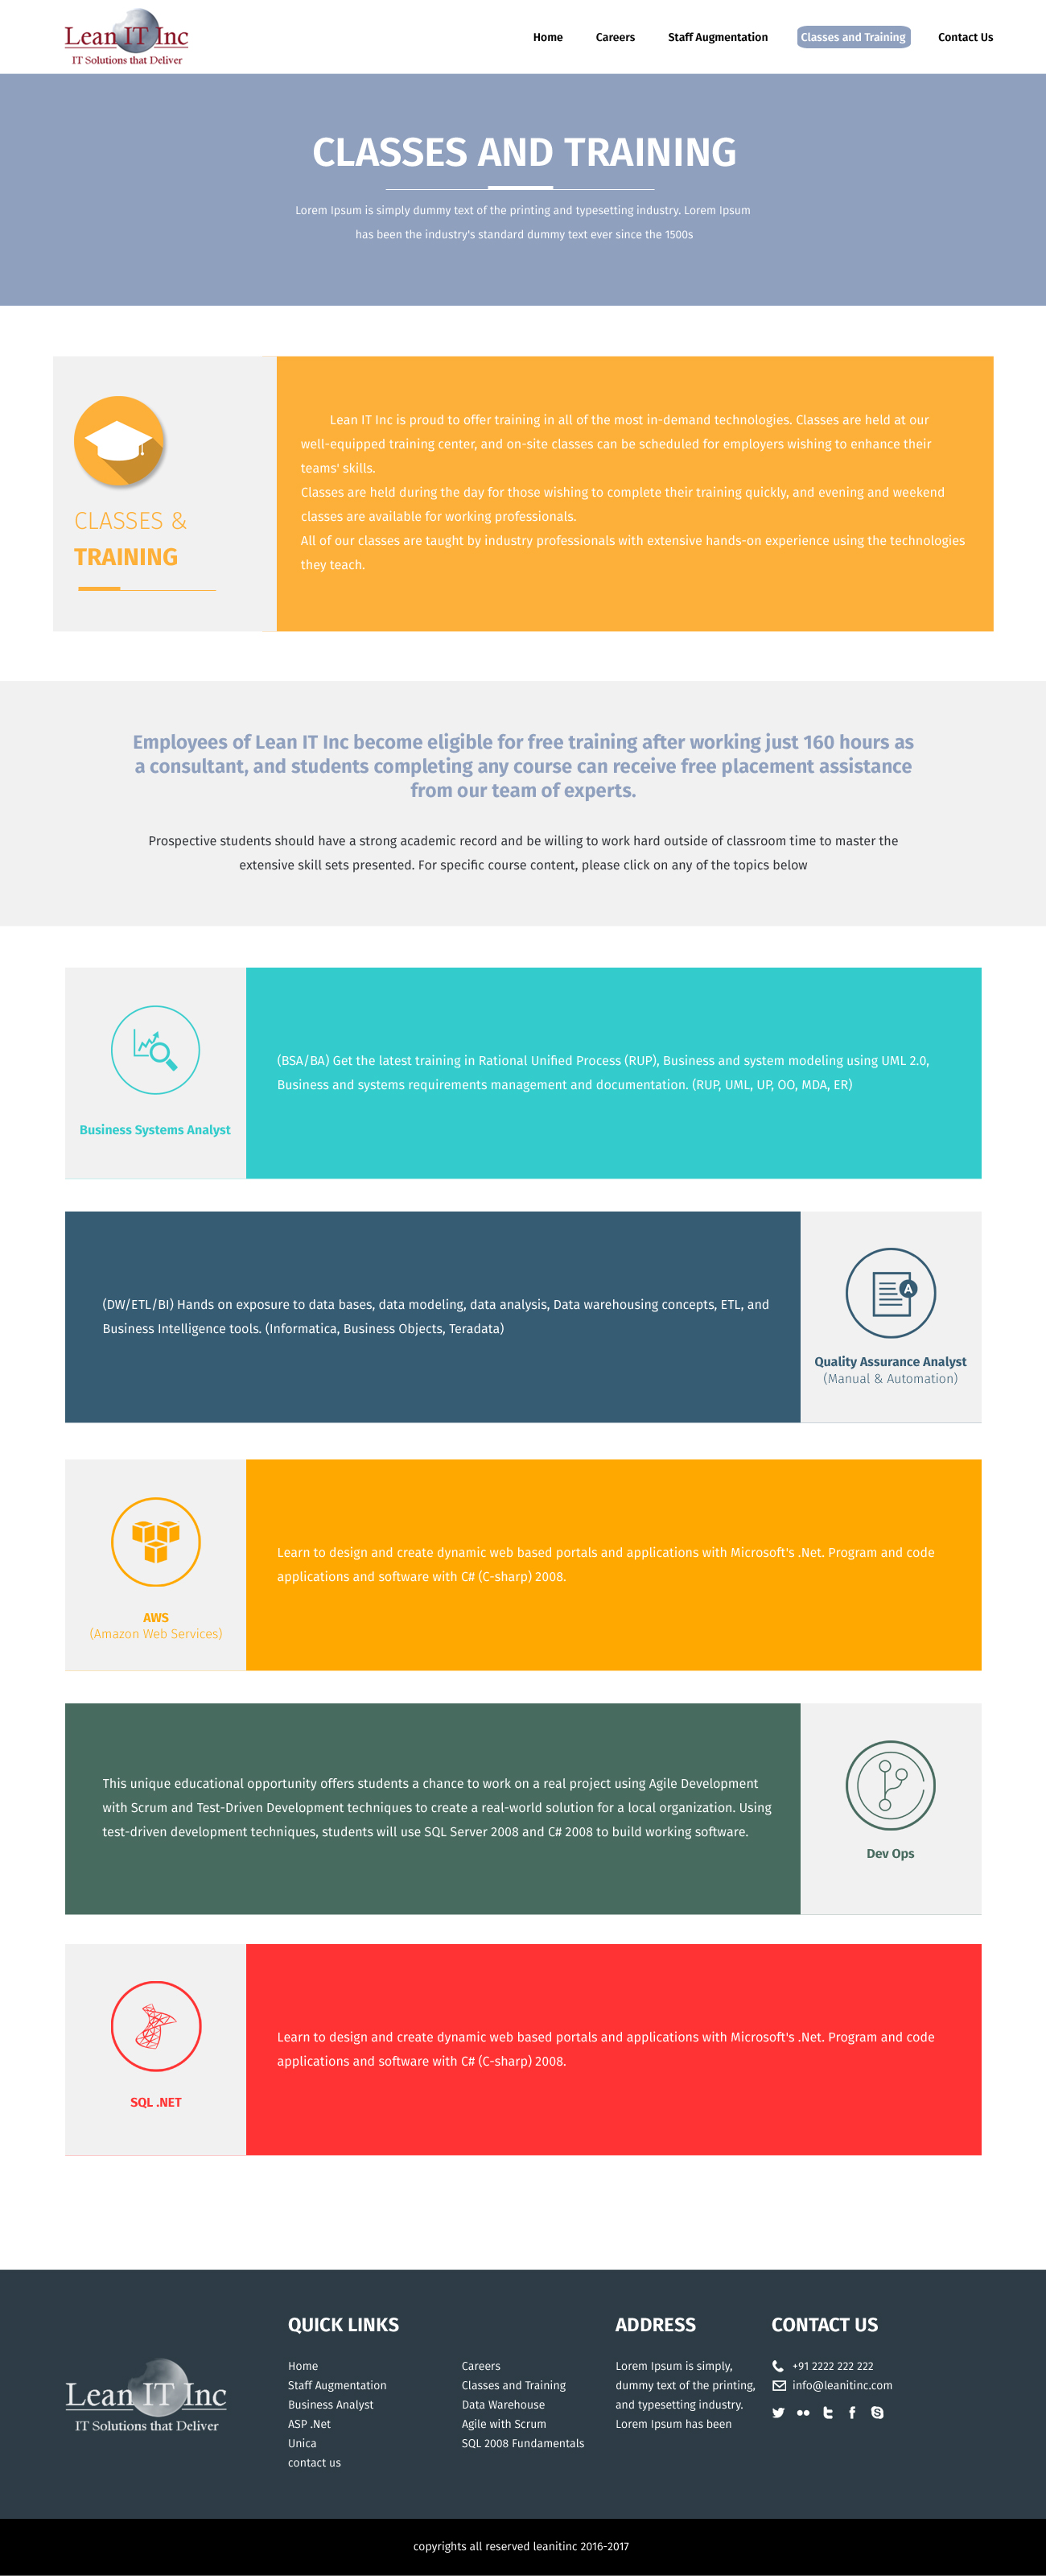 Lean IT Inc
IT Solutions that Deliver
Home
Careers
Staff Augmentation
Classes and Training
Contact Us
CLASSES AND TRAINING
Lorem Ipsum is simply dummy text of the printing and typesetting industry. Lorem Ipsum
has been the industry's standard dummy text ever since the 1500s
CLASSES &
TRAINING
Lean IT Inc is proud to offer training in all of the most in-demand technologies. Classes are held at our
well-equipped training center, and on-site classes can be scheduled for employers wishing to enhance their
teams' skills.
Classes are held during the day for those wishing to complete their training quickly, and evening and weekend
classes are available for working professionals.
All of our classes are taught by industry professionals with extensive hands-on experience using the technologies
they teach.
Employees of Lean IT Inc become eligible for free training after working just 160 hours as
a consultant, and students completing any course can receive free placement assistance
from our team of experts.
Prospective students should have a strong academic record and be willing to work hard outside of classroom time to master the
extensive skill sets presented. For specific course content, please click on any of the topics below
Business Systems Analyst
(BSA/BA) Get the latest training in Rational Unified Process (RUP), Business and system modeling using UML 2.0,
Business and systems requirements management and documentation. (RUP, UML, UP, OO, MDA, ER)
(DW/ETL/BI) Hands on exposure to data bases, data modeling, data analysis, Data warehousing concepts, ETL, and
Business Intelligence tools. (Informatica, Business Objects, Teradata)
A
Quality Assurance Analyst
(Manual & Automation)
AWS
(Amazon Web Services)
Learn to design and create dynamic web based portals and applications with Microsoft's .Net. Program and code
applications and software with C# (C-sharp) 2008.
This unique educational opportunity offers students a chance to work on a real project using Agile Development
with Scrum and Test-Driven Development techniques to create a real-world solution for a local organization. Using
test-driven development techniques, students will use SQL Server 2008 and C# 2008 to build working software.
Dev Ops
SQL .NET
Learn to design and create dynamic web based portals and applications with Microsoft's .Net. Program and code
applications and software with C# (C-sharp) 2008.
Lean IT Inc
IT Solutions that Deliver
QUICK LINKS
Home
Staff Augmentation
Business Analyst
ASP .Net
Unica
contact us
Careers
Classes and Training
Data Warehouse
Agile with Scrum
SQL 2008 Fundamentals
ADDRESS
Lorem Ipsum is simply,
dummy text of the printing,
and typesetting industry.
Lorem Ipsum has been
CONTACT US
+91 2222 222 222
info@leanitinc.com
copyrights all reserved leanitinc 2016-2017